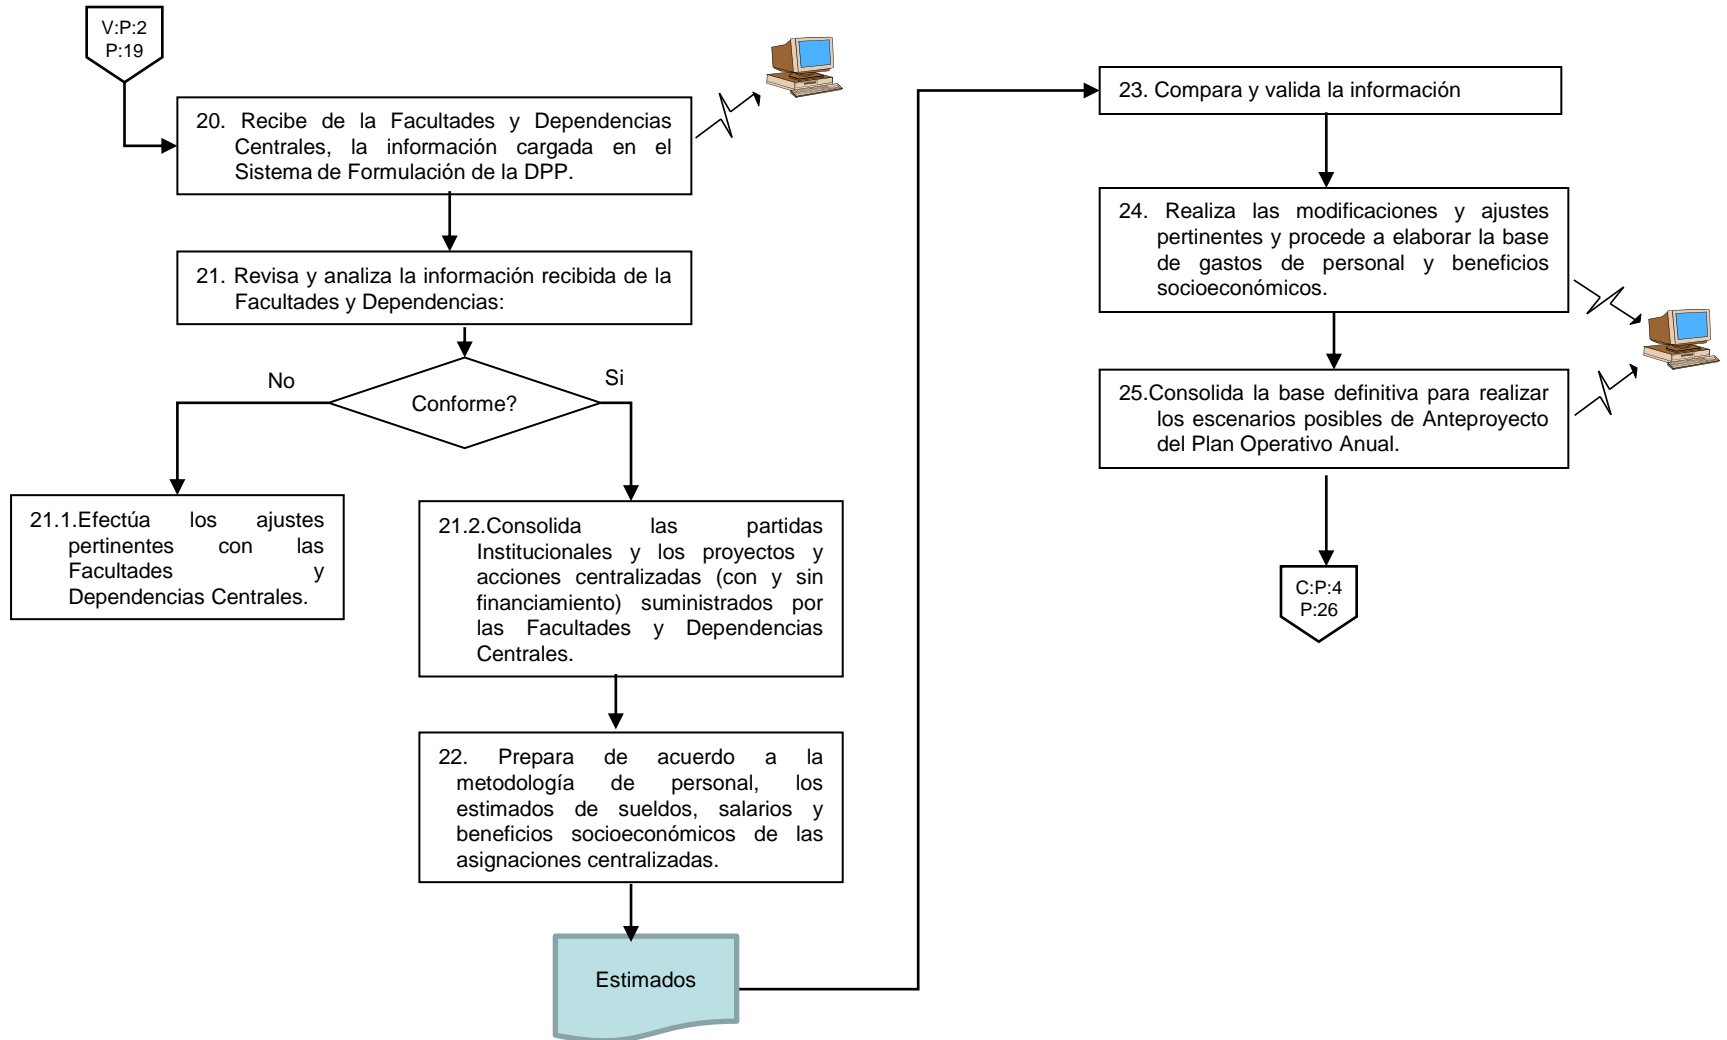 V:P:2
P:19
20. Recibe de la Facultades y Dependencias
Centrales, la información cargada en el
Sistema de Formulación de la DPP.
21. Revisa y analiza la información recibida de la
Facultades y Dependencias:
No
Si
Conforme?
21.1.Efectúa los ajustes
pertinentes con las
Facultades y
Dependencias Centrales.
21.2.Consolida las partidas
Institucionales y los proyectos y
acciones centralizadas (con y sin
financiamiento) suministrados por
las Facultades y Dependencias
Centrales.
22. Prepara de acuerdo a la
metodología de personal, los
estimados de sueldos, salarios y
beneficios socioeconómicos de las
asignaciones centralizadas.
Estimados
23. Compara y valida la información
24. Realiza las modificaciones y ajustes
pertinentes y procede a elaborar la base
de gastos de personal y beneficios
socioeconómicos.
25.Consolida la base definitiva para realizar
los escenarios posibles de Anteproyecto
del Plan Operativo Anual.
C:P:4
P:26